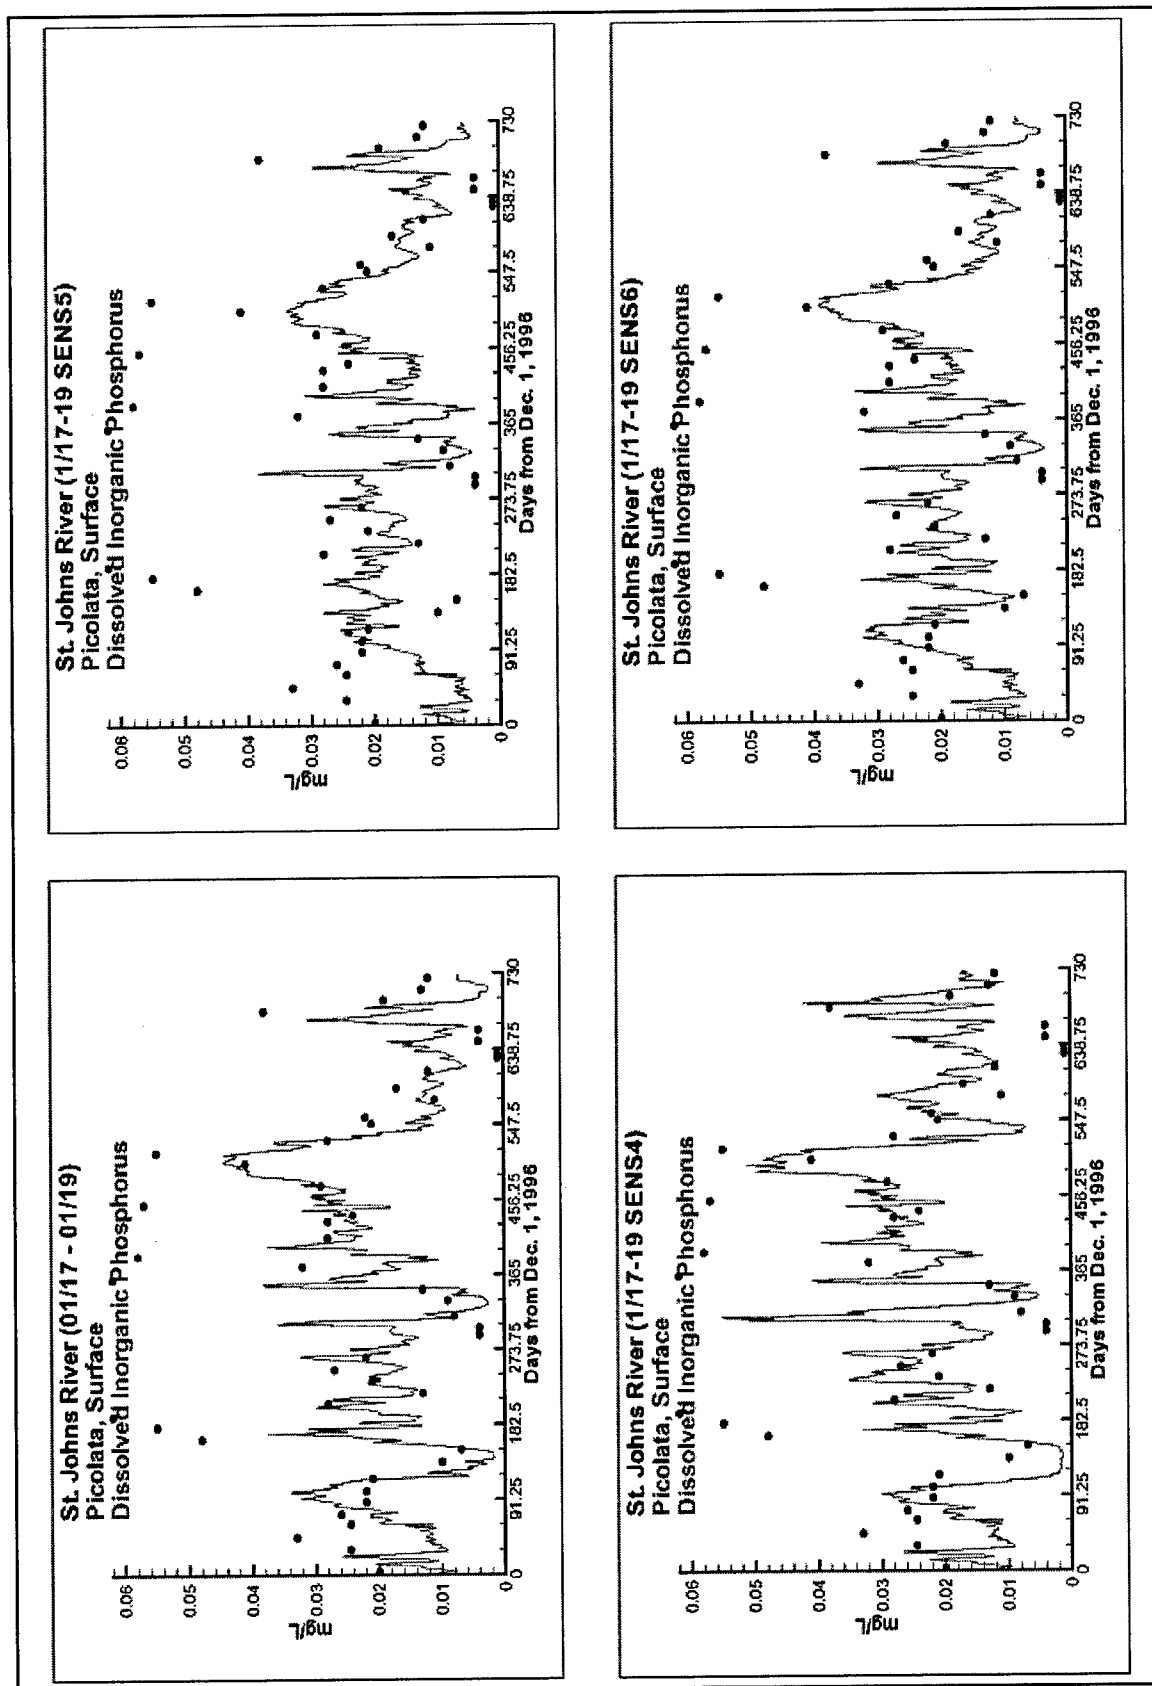 St. Johns River (01/17 - 01/19)
Picolata, Surface
Dissolved Inorganic Phosphorus
0.06
0.05
0.04
0.03
0.02
0.01
0
mg/L
0 91.25 182.5 273.75 365 456.25 547.5 638.75 730
Days from Dec. 1, 1996
St. Johns River (1/17-19 SENS5)
Picolata, Surface
Dissolved Inorganic Phosphorus
0.06
0.05
0.04
0.03
0.02
0.01
0
mg/L
0 91.25 182.5 273.75 365 456.25 547.5 638.75 730
Days from Dec. 1, 1996
St. Johns River (1/17-19 SENS4)
Picolata, Surface
Dissolved Inorganic Phosphorus
0.06
0.05
0.04
0.03
0.02
0.01
0
mg/L
0 91.25 182.5 273.75 365 456.25 547.5 638.75 730
Days from Dec. 1, 1996
St. Johns River (1/17-19 SENS6)
Picolata, Surface
Dissolved Inorganic Phosphorus
0.06
0.05
0.04
0.03
0.02
0.01
0
mg/L
0 91.25 182.5 273.75 365 456.25 547.5 638.75 730
Days from Dec. 1, 1996